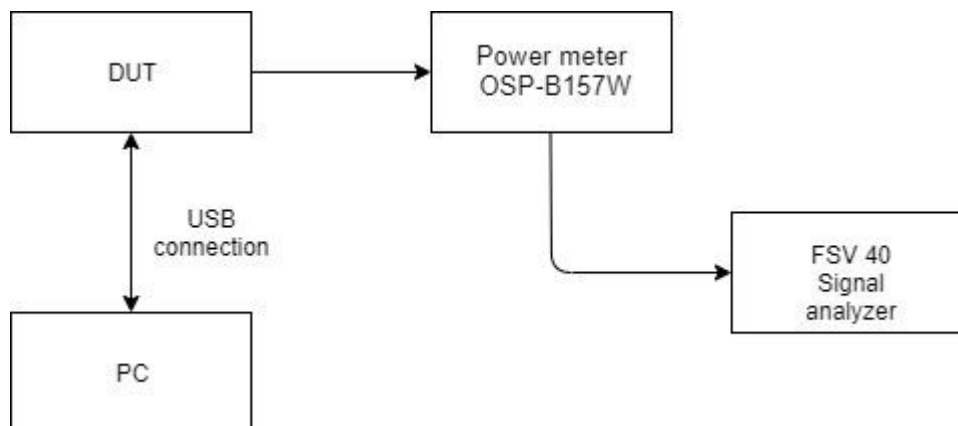 DUT
Power meter
OSP-B157W
USB
connection
FSV 40
Signal
analyzer
PC